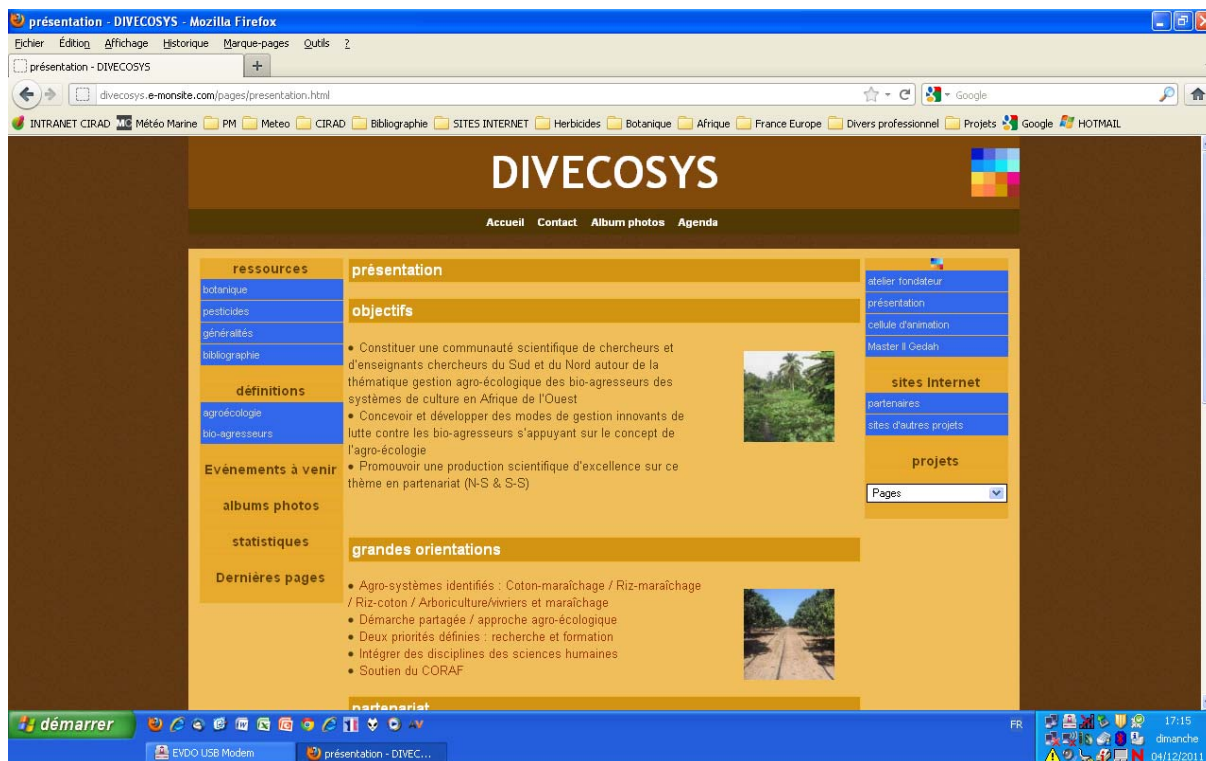 présentation - DIVECOSYS - Mozilla Firefox
Fichier Édition Affichage Historique Marque-pages Outils ?
présentation - DIVECOSYS +
divecosys.e-monsite.com/pages/presentation.html
Google
INTRANET CIRAD Météo Marine PM Meteo CIRAD Bibliographie SITES INTERNET Herbicides Botanique Afrique France Europe Divers professionnel Projets Google HOTMAIL
DIVECOSYS
Accueil Contact Album photos Agenda
ressources
botanique
pesticides
généralités
bibliographie
définitions
agroécologie
bio-agresseurs
Evènements à venir
albums photos
statistiques
Dernières pages
présentation
objectifs
• Constituer une communauté scientifique de chercheurs et
d'enseignants chercheurs du Sud et du Nord autour de la
thématique gestion agro-écologique des bio-agresseurs des
systèmes de culture en Afrique de l'Ouest
• Concevoir et développer des modes de gestion innovants de
lutte contre les bio-agresseurs s'appuyant sur le concept de
l'agro-écologie
• Promouvoir une production scientifique d'excellence sur ce
thème en partenariat (N-S & S-S)
grandes orientations
• Agro-systèmes identifiés : Coton-maraîchage / Riz-maraîchage
/ Riz-coton / Arboriculture/vivriers et maraîchage
• Démarche partagée / approche agro-écologique
• Deux priorités définies : recherche et formation
• Intégrer des disciplines des sciences humaines
• Soutien du CORAF
partenariat
atelier fondateur
présentation
cellule d'animation
Master II Gedah
sites Internet
partenaires
sites d'autres projets
projets
Pages
démarrer
FR
17:15
EVDO USB Modem
présentation - DIVEC...
dimanche
04/12/2011